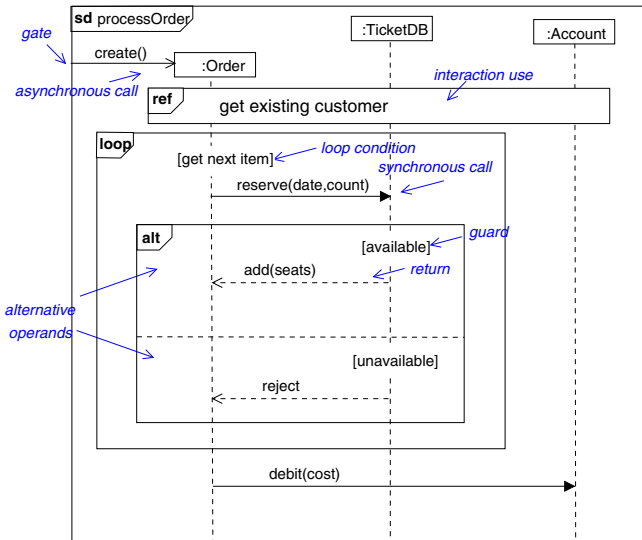 sd processOrder
:TicketDB
:Account
gate
create()
:Order
asynchronous call
interaction use
ref
get existing customer
loop
[get next item]
loop condition
synchronous call
reserve(date,count)
alt
guard
[available]
add(seats)
return
alternative
operands
[unavailable]
reject
debit(cost)